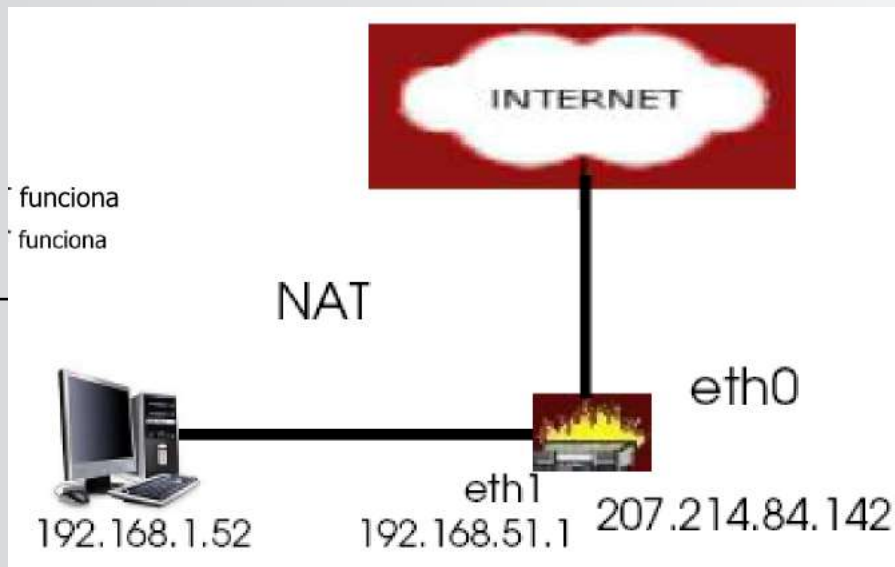 INTERNET
funciona
funciona
NAT
eth0
eth1
192.168.1.52
192.168.51.1
207.214.84.142